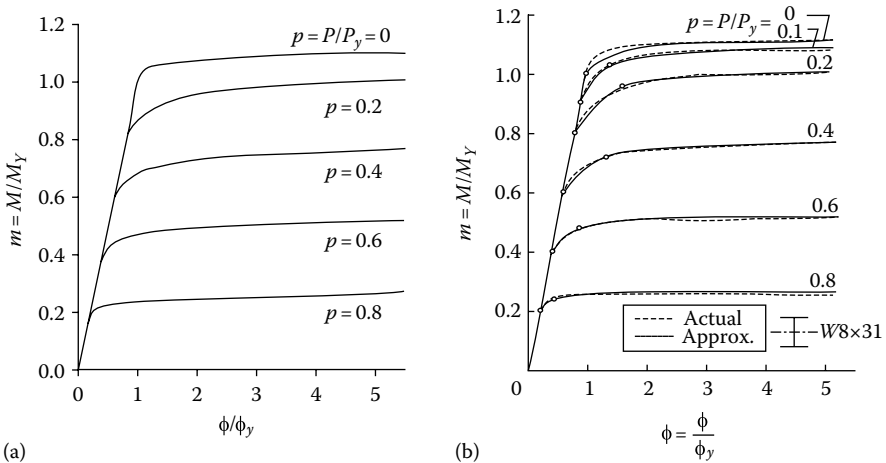 1.2
1.0
0.8
0.6
0.4
0.2
0.0
m = M/M_Y
p = P/P_y = 0
p = 0.2
p = 0.4
p = 0.6
p = 0.8
0 1 2 3 4 5
ϕ/ϕ_y
(a)
1.2
1.0
0.8
0.6
0.4
0.2
m = M/M_Y
p = P/P_y = 0
0.1
0.2
0.4
0.6
0.8
Actual
Approx.
W8×31
0 1 2 3 4 5
ϕ = ϕ/ϕ_y
(b)